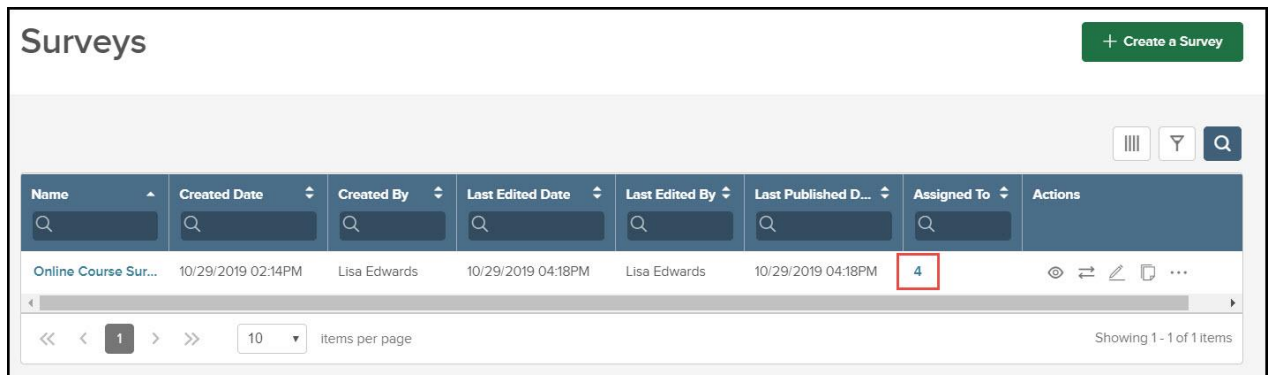 Surveys
+ Create a Survey
Name Created Date Created By Last Edited Date Last Edited By Last Published D... Assigned To Actions
Online Course Sur... 10/29/2019 02:14PM Lisa Edwards 10/29/2019 04:18PM Lisa Edwards 10/29/2019 04:18PM 4
1 10 items per page Showing 1 - 1 of 1 items